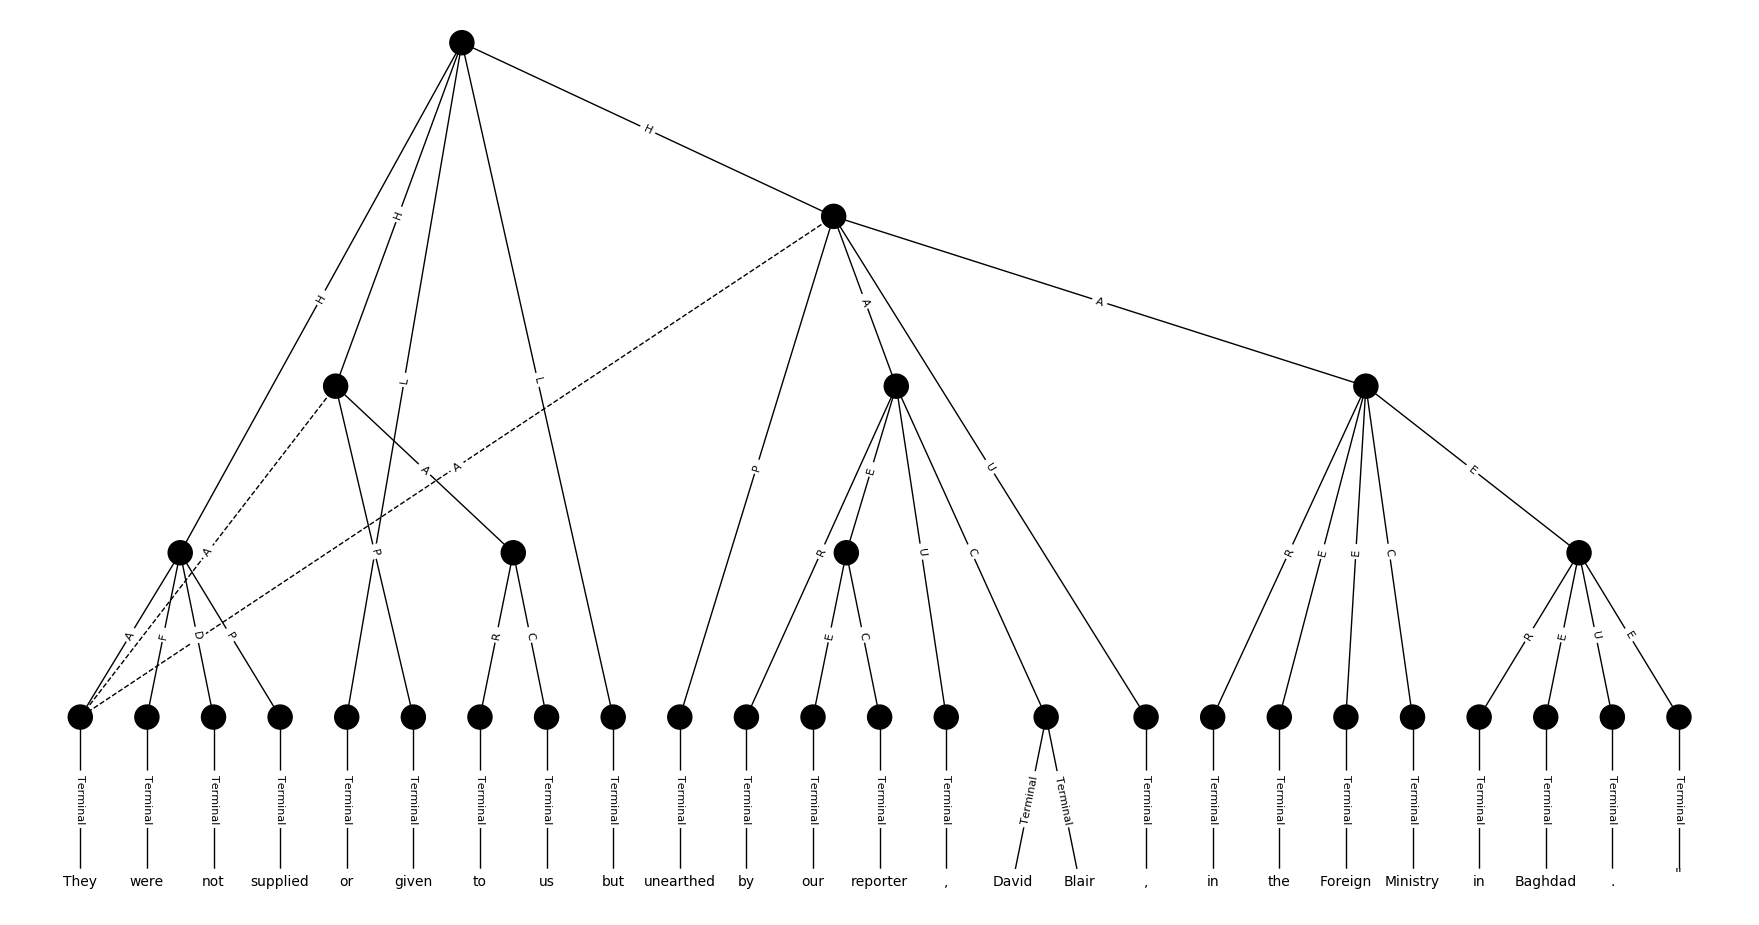 H
H
A
H
A
L
L
P
A
A
E
U
E
A
P
R
E
U
C
R
E
E
C
A
F
D
P
R
C
E
C
R
E
U
E
Terminal Terminal Terminal Terminal Terminal Terminal Terminal Terminal Terminal Terminal Terminal Terminal Terminal Terminal Terminal Terminal Terminal Terminal Terminal Terminal Terminal Terminal Terminal Terminal Terminal
They were not supplied or given to us but unearthed by our reporter , David Blair , in the Foreign Ministry in Baghdad . "